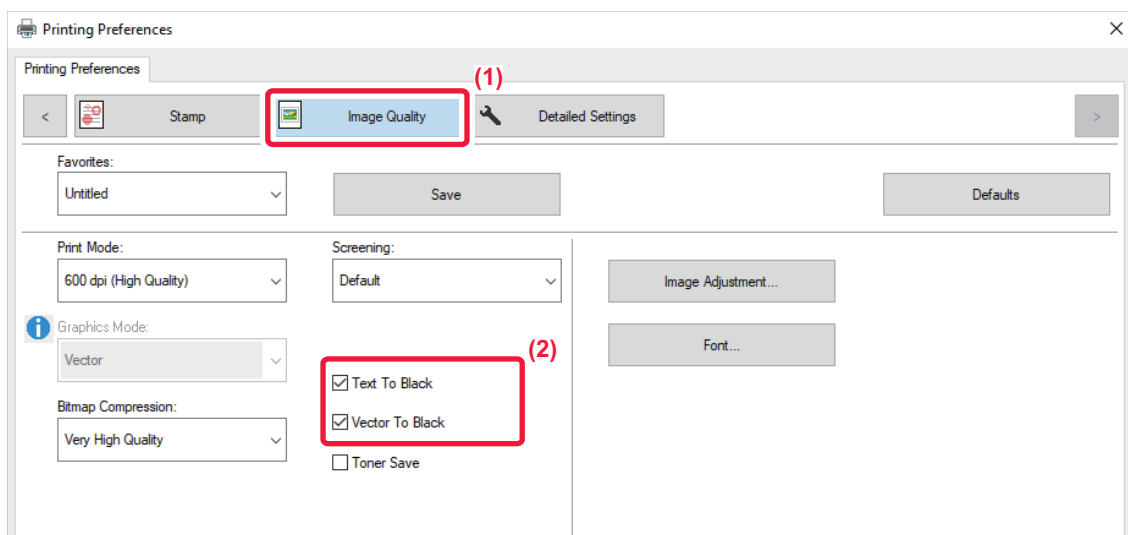 Printing Preferences
Printing Preferences
(1)
<
Stamp
Image Quality
Detailed Settings
>
Favorites:
Untitled
Save
Defaults
Print Mode:
600 dpi (High Quality)
Screening:
Default
Image Adjustment...
Graphics Mode:
Vector
Font...
(2)
Text To Black
Bitmap Compression:
Very High Quality
Vector To Black
Toner Save